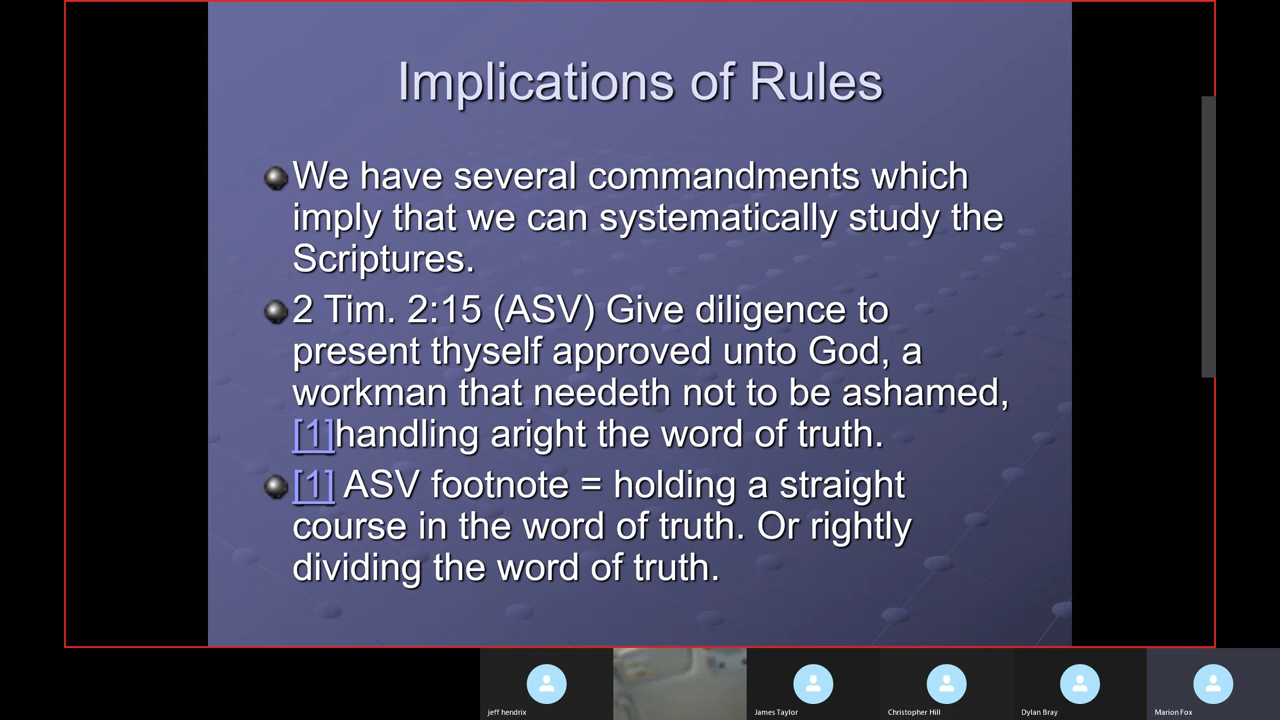 Implications of Rules
We have several commandments which
imply that we can systematically study the
Scriptures.
2 Tim. 2:15 (ASV) Give diligence to
present thyself approved unto God, a
workman that needeth not to be ashamed,
[1]handling aright the word of truth.
[1] ASV footnote = holding a straight
course in the word of truth. Or rightly
dividing the word of truth.
jeff hendrix
James Taylor
Christopher Hill
Dylan Bray
Marion Fox